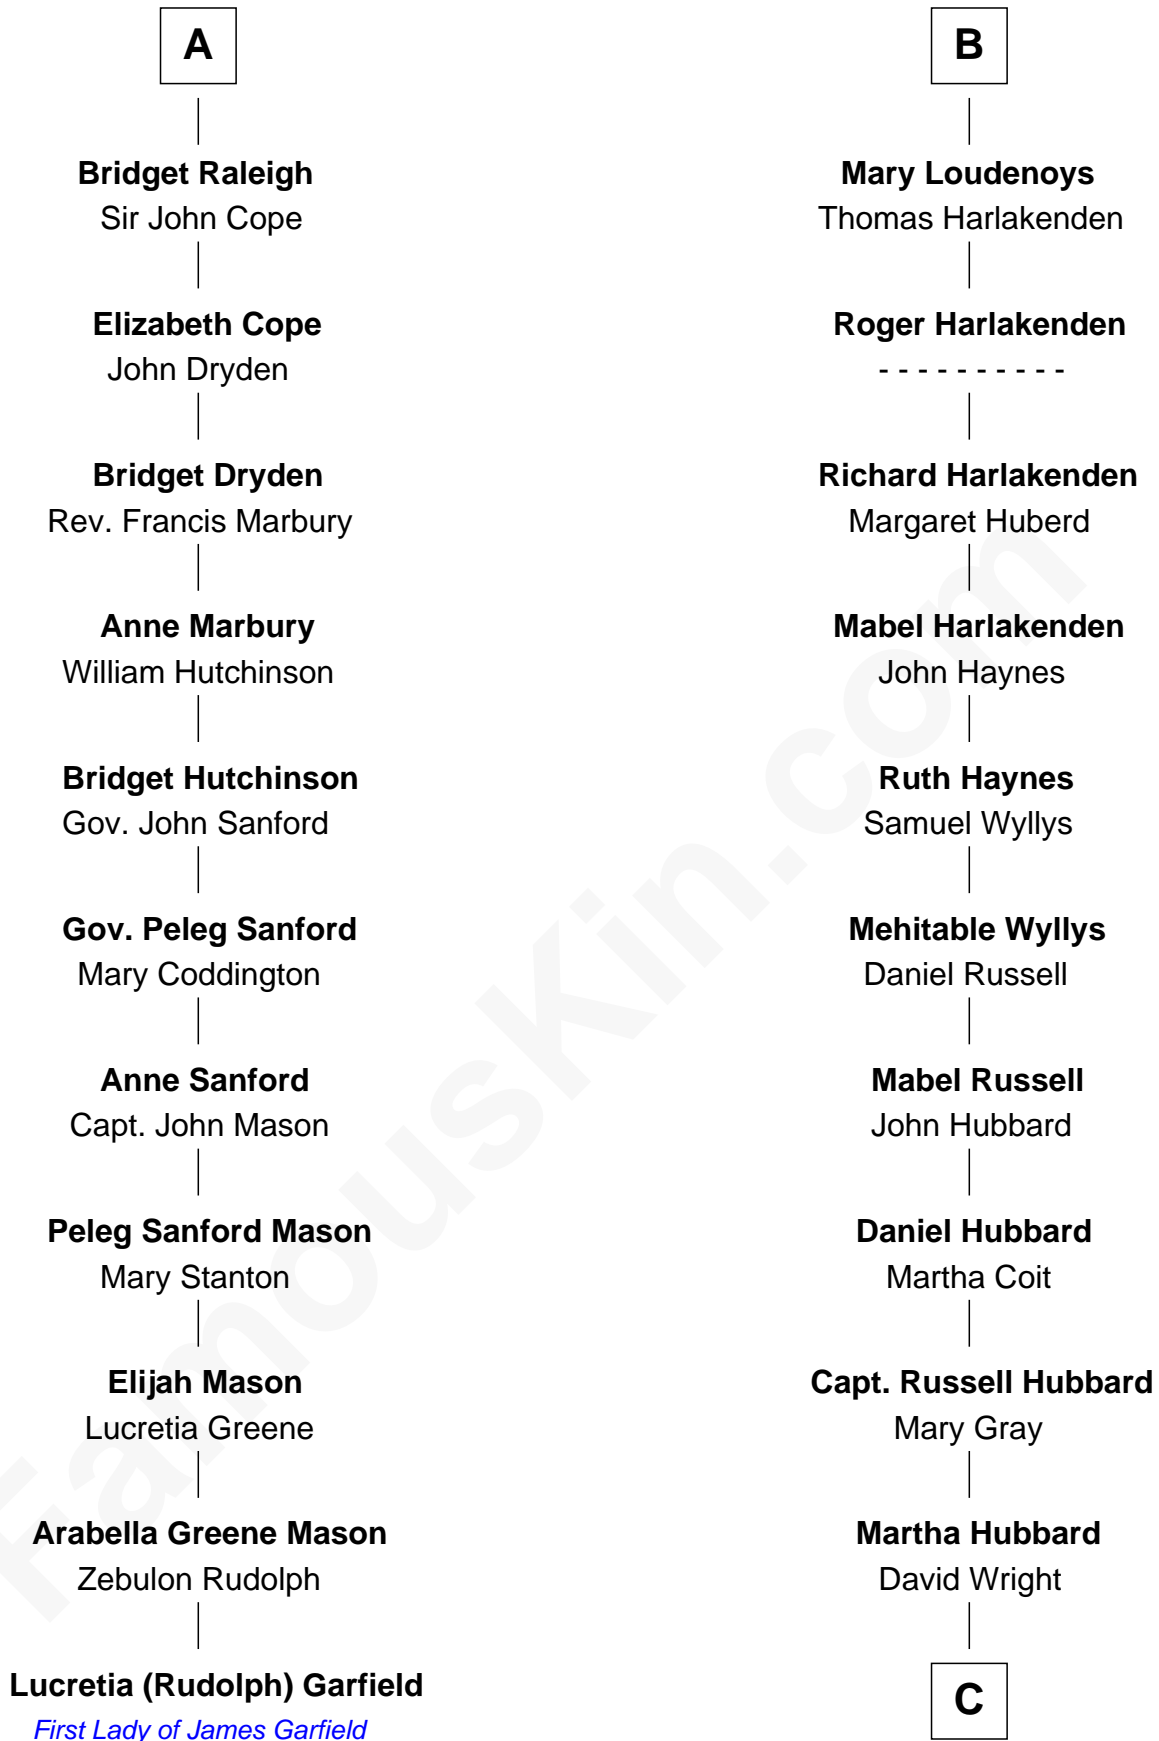 A
Bridget Raleigh
Sir John Cope
Elizabeth Cope
John Dryden
Bridget Dryden
Rev. Francis Marbury
Anne Marbury
William Hutchinson
Bridget Hutchinson
Gov. John Sanford
Gov. Peleg Sanford
Mary Coddington
Anne Sanford
Capt. John Mason
Peleg Sanford Mason
Mary Stanton
Elijah Mason
Lucretia Greene
Arabella Greene Mason
Zebulon Rudolph
Lucretia (Rudolph) Garfield
First Lady of James Garfield
B
Mary Loudenoys
Thomas Harlakenden
Roger Harlakenden
- - - - - - - - - -
Richard Harlakenden
Margaret Huberd
Mabel Harlakenden
John Haynes
Ruth Haynes
Samuel Wyllys
Mehitable Wyllys
Daniel Russell
Mabel Russell
John Hubbard
Daniel Hubbard
Martha Coit
Capt. Russell Hubbard
Mary Gray
Martha Hubbard
David Wright
C
FamousKin.com